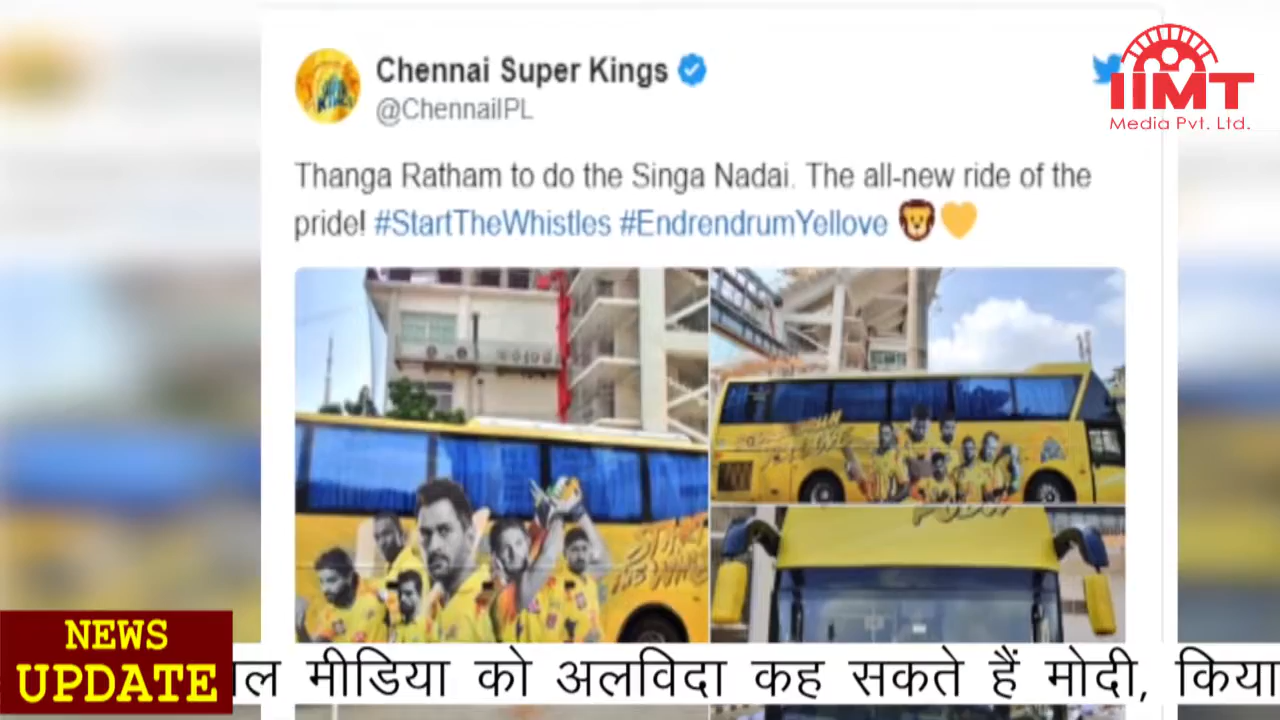 Chennai Super Kings
@ChennaiIPL
IIMT
Media Pvt. Ltd.
Thanga Ratham to do the Singa Nadai. The all-new ride of the
pride! #StartTheWhistles #EndrendrumYellove
NEWS
UPDATE
ल मीडिया को अलविदा कह सकते हैं मोदी, किया